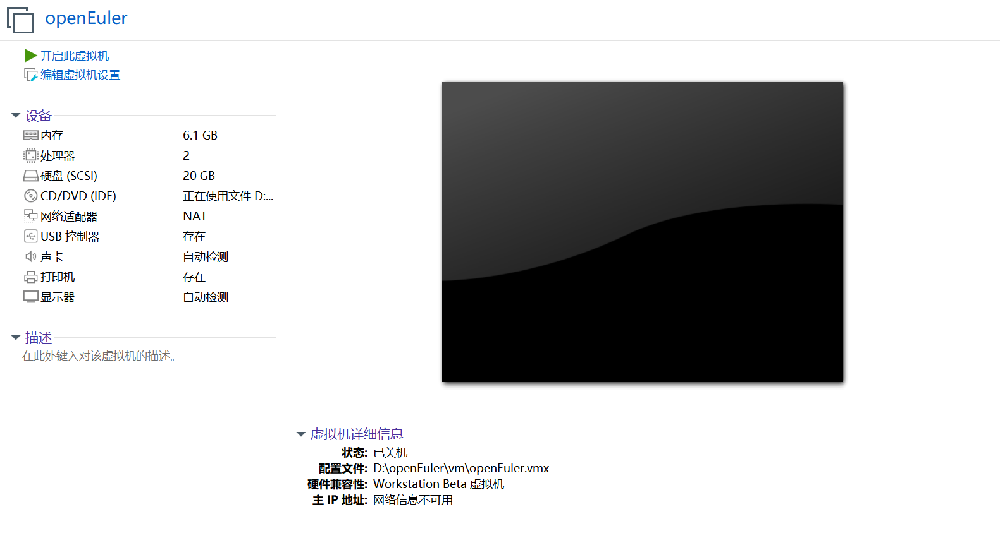 openEuler
开启此虚拟机
编辑虚拟机设置
设备
内存 6.1 GB
处理器 2
硬盘 (SCSI) 20 GB
CD/DVD (IDE) 正在使用文件 D:...
网络适配器 NAT
USB 控制器 存在
声卡 自动检测
打印机 存在
显示器 自动检测
描述
在此处键入对该虚拟机的描述。
虚拟机详细信息
状态: 已关机
配置文件: D:\openEuler\vm\openEuler.vmx
硬件兼容性: Workstation Beta 虚拟机
主 IP 地址: 网络信息不可用